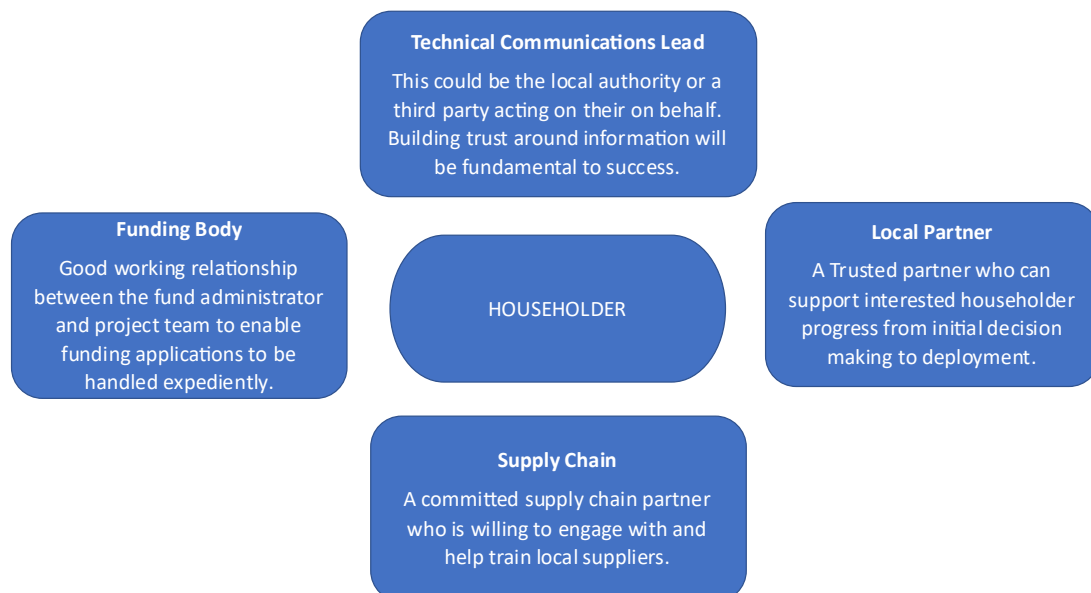 Technical Communications Lead
This could be the local authority or a
third party acting on their on behalf.
Building trust around information will
be fundamental to success.
Funding Body
Good working relationship
between the fund administrator
and project team to enable
funding applications to be
handled expediently.
HOUSEHOLDER
Local Partner
A Trusted partner who can
support interested householder
progress from initial decision
making to deployment.
Supply Chain
A committed supply chain partner
who is willing to engage with and
help train local suppliers.